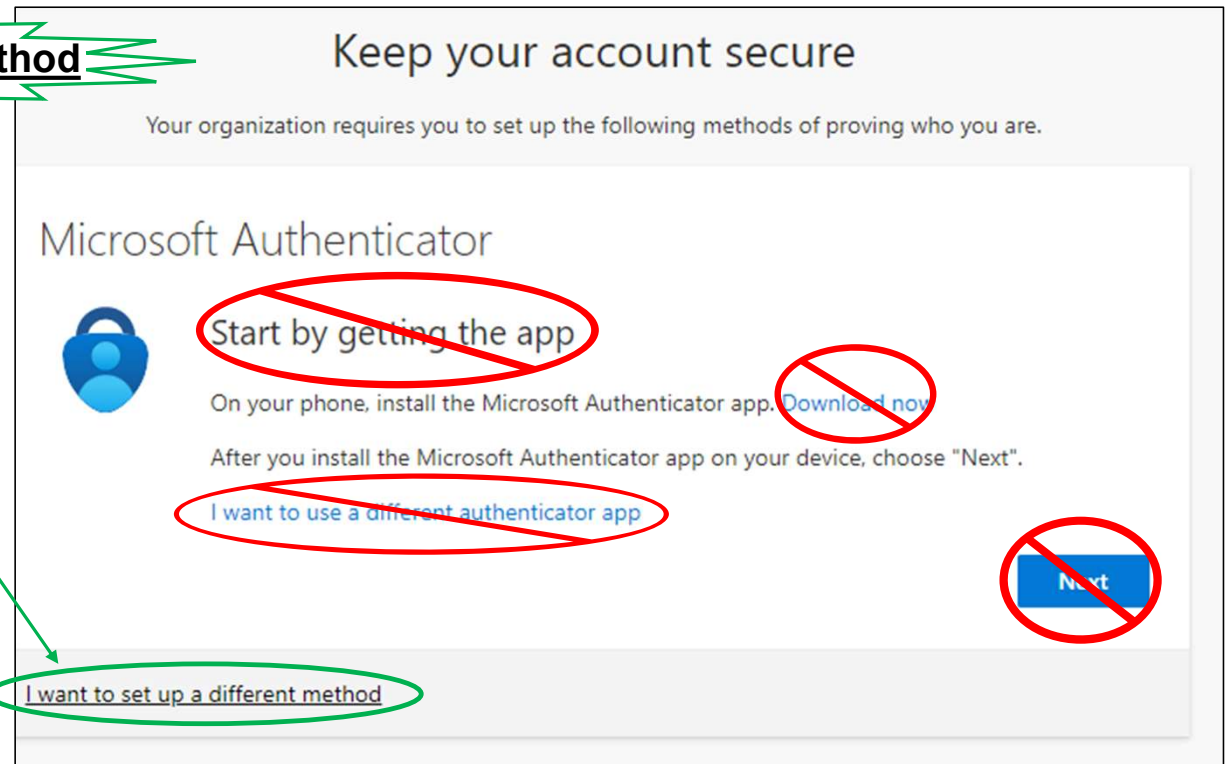 thod
Keep your account secure
Your organization requires you to set up the following methods of proving who you are.
Microsoft Authenticator
Start by getting the app
On your phone, install the Microsoft Authenticator app. Download now
After you install the Microsoft Authenticator app on your device, choose "Next".
I want to use a different authenticator app
Next
I want to set up a different method